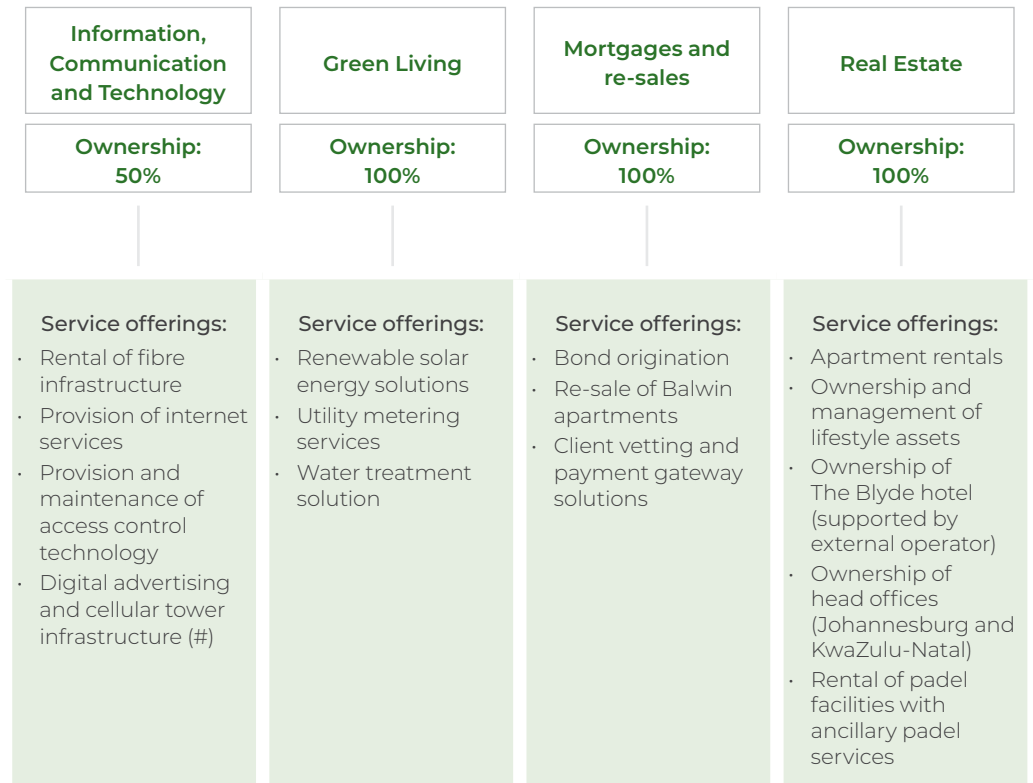 Information,
Communication
and Technology
Ownership:
50%
Service offerings:
· Rental of fibre
infrastructure
· Provision of internet
services
· Provision and
maintenance of
access control
technology
· Digital advertising
and cellular tower
infrastructure (#)
Green Living
Ownership:
100%
Service offerings:
· Renewable solar
energy solutions
· Utility metering
services
· Water treatment
solution
Mortgages and
re-sales
Ownership:
100%
Service offerings:
· Bond origination
· Re-sale of Balwin
apartments
· Client vetting and
payment gateway
solutions
Real Estate
Ownership:
100%
Service offerings:
· Apartment rentals
· Ownership and
management of
lifestyle assets
· Ownership of
The Blyde hotel
(supported by
external operator)
· Ownership of
head offices
(Johannesburg and
KwaZulu-Natal)
· Rental of padel
facilities with
ancillary padel
services